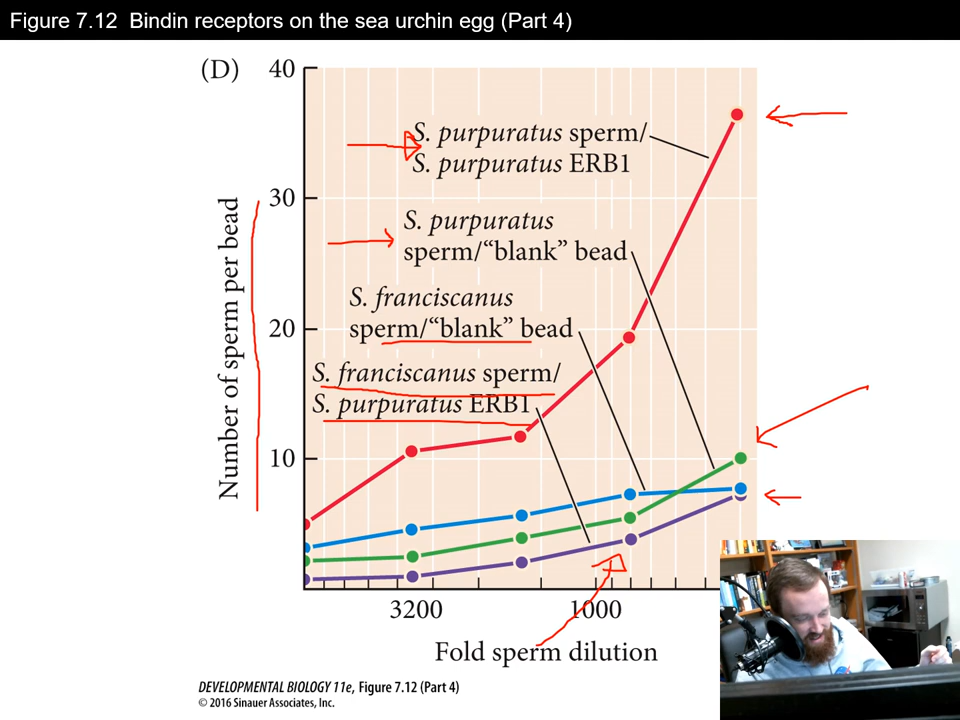 Figure 7.12 Bindin receptors on the sea urchin egg (Part 4)
(D)
40
30
20
10
Number of sperm per bead
S. purpuratus sperm/
S. purpuratus ERB1
S. purpuratus
sperm/“blank” bead
S. franciscanus
sperm/“blank” bead
S. franciscanus sperm/
S. purpuratus ERB1
3200
1000
Fold sperm dilution
DEVELOPMENTAL BIOLOGY 11e, Figure 7.12 (Part 4)
© 2016 Sinauer Associates, Inc.